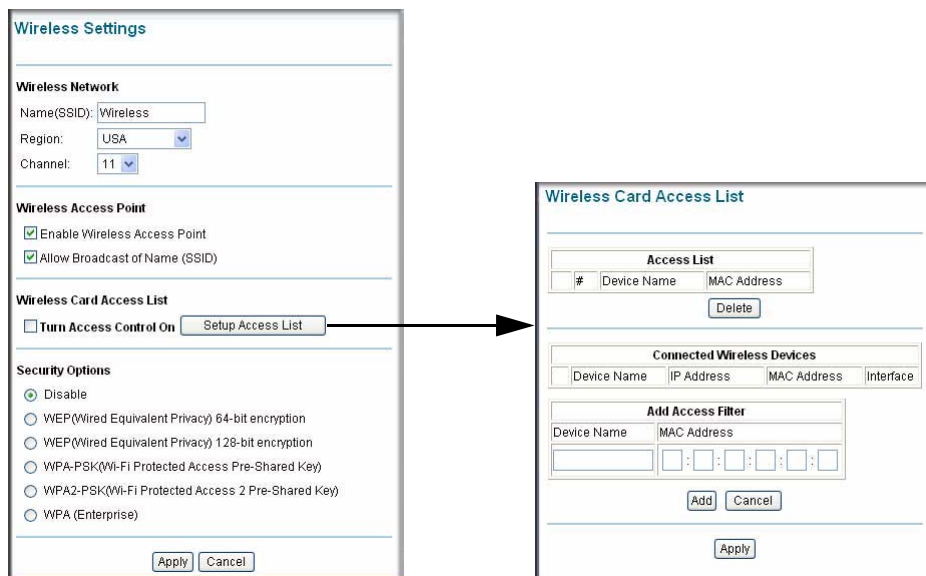 Wireless Settings
Wireless Network
Name(SSID): Wireless
Region: USA
Channel: 11
Wireless Access Point
Enable Wireless Access Point
Allow Broadcast of Name (SSID)
Wireless Card Access List
Turn Access Control On Setup Access List
Security Options
Disable
WEP(Wired Equivalent Privacy) 64-bit encryption
WEP(Wired Equivalent Privacy) 128-bit encryption
WPA-PSK(Wi-Fi Protected Access Pre-Shared Key)
WPA2-PSK(Wi-Fi Protected Access 2 Pre-Shared Key)
WPA (Enterprise)
Apply Cancel
Wireless Card Access List
Access List
# Device Name MAC Address
Delete
Connected Wireless Devices
Device Name IP Address MAC Address Interface
Add Access Filter
Device Name MAC Address
: : : : :
Add Cancel
Apply